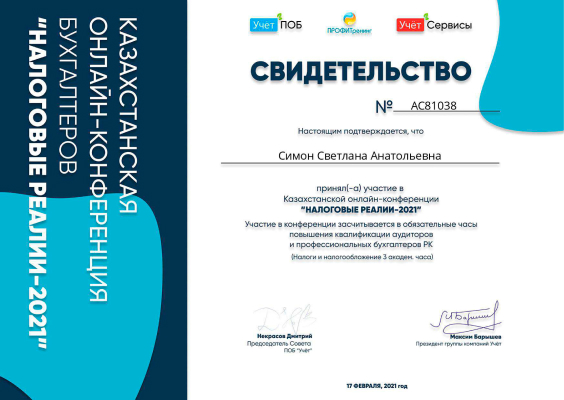 КАЗАХСТАНСКАЯ
ОНЛАЙН-КОНФЕРЕНЦИЯ
БУХГАЛТЕРОВ
"НАЛОГОВЫЕ РЕАЛИИ-2021"
Учет ПОБ
ПРОФИТренинг
Учет Сервисы
СВИДЕТЕЛЬСТВО
№ AC81038
Настоящим подтверждается, что
Симон Светлана Анатольевна
принял(-а) участие в
Казахстанской онлайн-конференции
"НАЛОГОВЫЕ РЕАЛИИ-2021"
Участие в конференции засчитывается в обязательные часы
повышения квалификации аудиторов
и профессиональных бухгалтеров РК
(Налоги и налогообложение 3 академ. часа)
Некрасов Дмитрий
Председатель Совета
ПОБ "Учет"
Максим Барышев
Президент группы компаний Учёт
17 ФЕВРАЛЯ, 2021 год